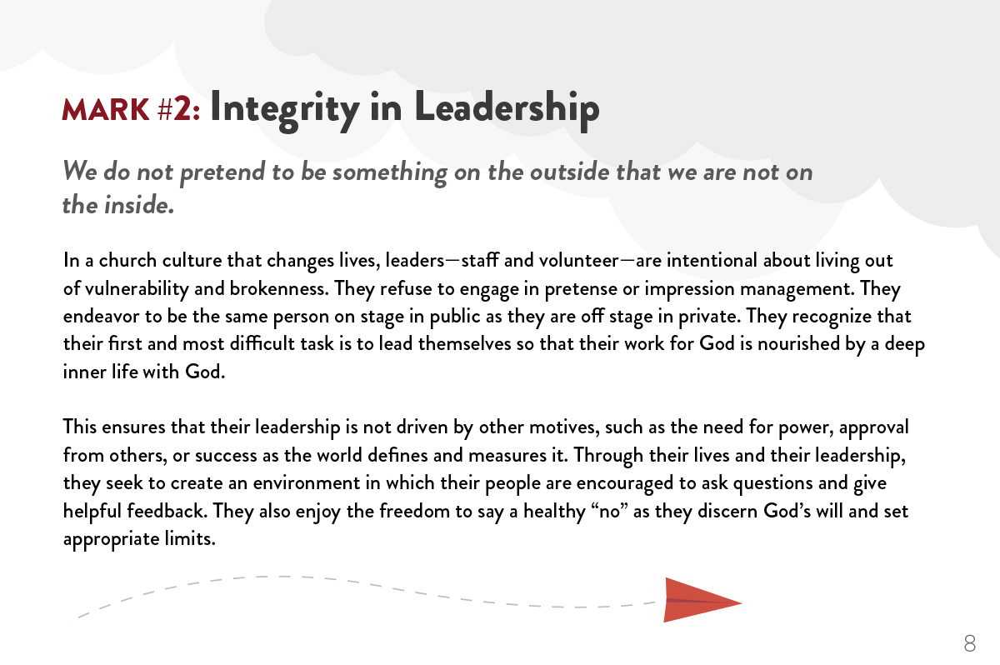 MARK #2: Integrity in Leadership
We do not pretend to be something on the outside that we are not on
the inside.
In a church culture that changes lives, leaders—staff and volunteer—are intentional about living out
of vulnerability and brokenness. They refuse to engage in pretense or impression management. They
endeavor to be the same person on stage in public as they are off stage in private. They recognize that
their first and most difficult task is to lead themselves so that their work for God is nourished by a deep
inner life with God.
This ensures that their leadership is not driven by other motives, such as the need for power, approval
from others, or success as the world defines and measures it. Through their lives and their leadership,
they seek to create an environment in which their people are encouraged to ask questions and give
helpful feedback. They also enjoy the freedom to say a healthy “no” as they discern God’s will and set
appropriate limits.
8